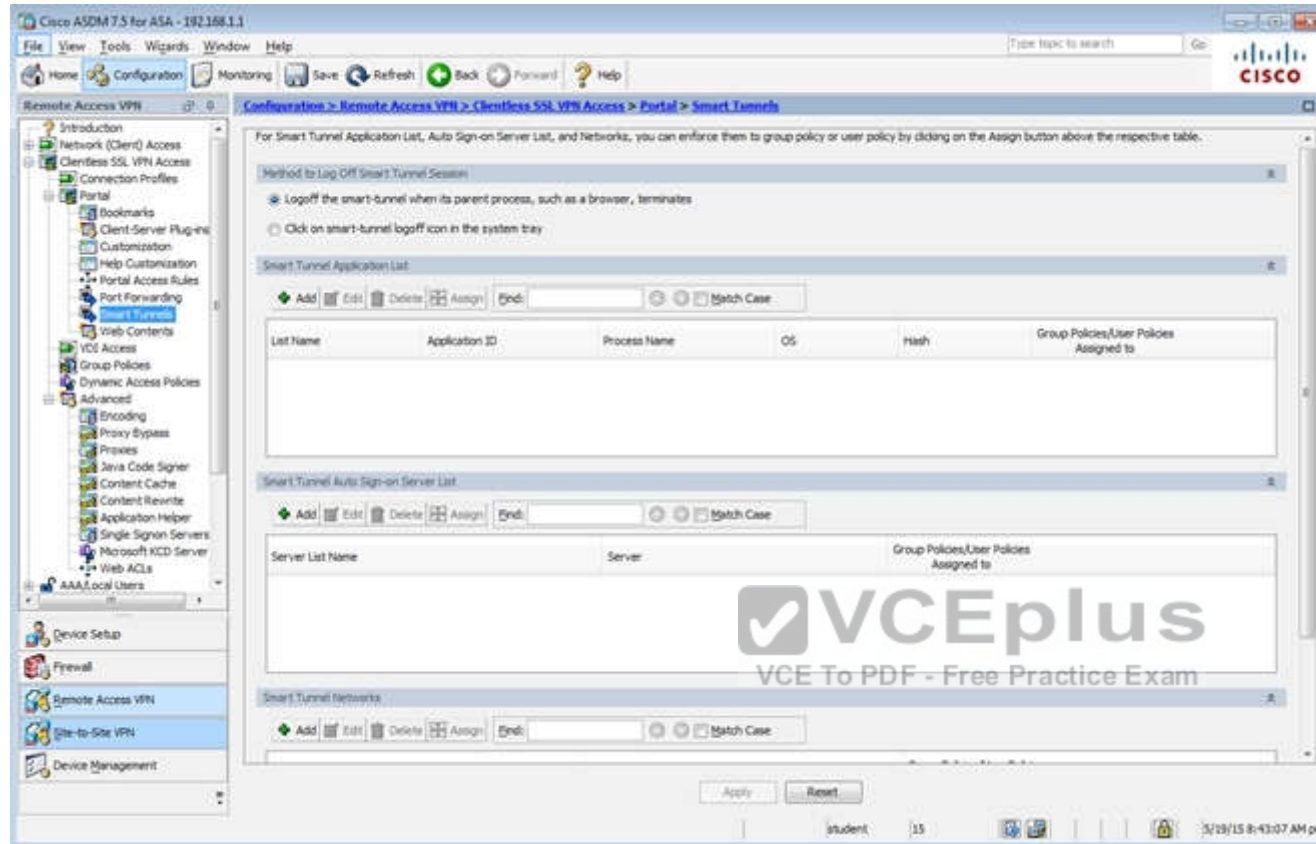 Cisco ASDM 7.5 for ASA - 192.168.1.1
File View Tools Wizards Window Help
Type topic to search Go
Home Configuration Monitoring Save Refresh Back Forward Help
CISCO
Remote Access VPN
Configuration > Remote Access VPN > Clientless SSL VPN Access > Portal > Smart Tunnels
Introduction
Network (Client) Access
Clientless SSL VPN Access
Connection Profiles
Portal
Bookmarks
Client-Server Plug-ins
Customization
Help Customization
Portal Access Rules
Port Forwarding
Smart Tunnels
Web Contents
VDI Access
Group Policies
Dynamic Access Policies
Advanced
Encoding
Proxy Bypass
Proxies
Java Code Signer
Content Cache
Content Rewrite
Application Helper
Single Signon Servers
Microsoft KCD Server
Web ACLs
AAA/Local Users
Device Setup
Firewall
Remote Access VPN
Site-to-Site VPN
Device Management
For Smart Tunnel Application List, Auto Sign-on Server List, and Networks, you can enforce them to group policy or user policy by clicking on the Assign button above the respective table.
Method to Log Off Smart Tunnel Session
Logoff the smart-tunnel when its parent process, such as a browser, terminates
Click on smart-tunnel logoff icon in the system tray
Smart Tunnel Application List
Add Edit Delete Assign Find: Match Case
List Name Application ID Process Name OS Hash Group Policies/User Policies
Assigned to
Smart Tunnel Auto Sign-on Server List
Add Edit Delete Assign Find: Match Case
Server List Name Server Group Policies/User Policies
Assigned to
VCEplus
VCE To PDF - Free Practice Exam
Smart Tunnel Networks
Add Edit Delete Assign Find: Match Case
Apply Reset
student 15 5/19/15 8:43:07 AM